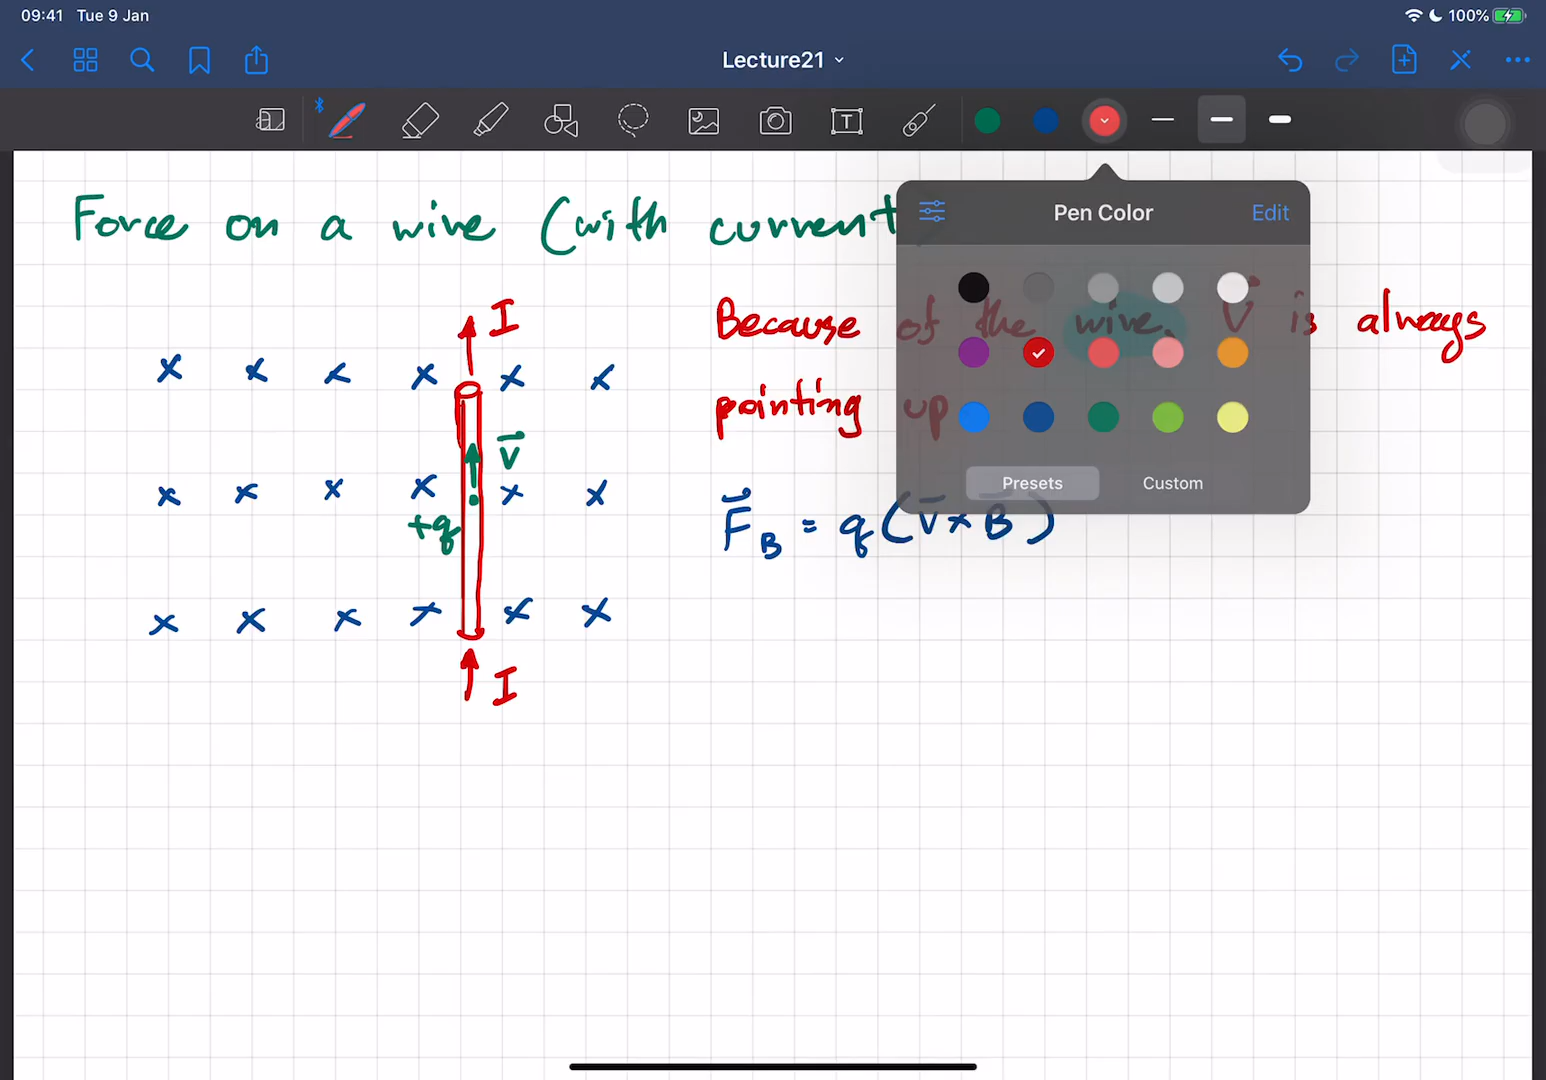 09:41 Tue 9 Jan
100%
Lecture21
T
Pen Color
Edit
Force on a wire (with current)
Because of the wire, V⃗ is always
pointing up
I
x x x x x x
V⃗
x x x x x x
+q
F⃗B = q(V⃗×B⃗)
x x x x x x
I
Presets
Custom